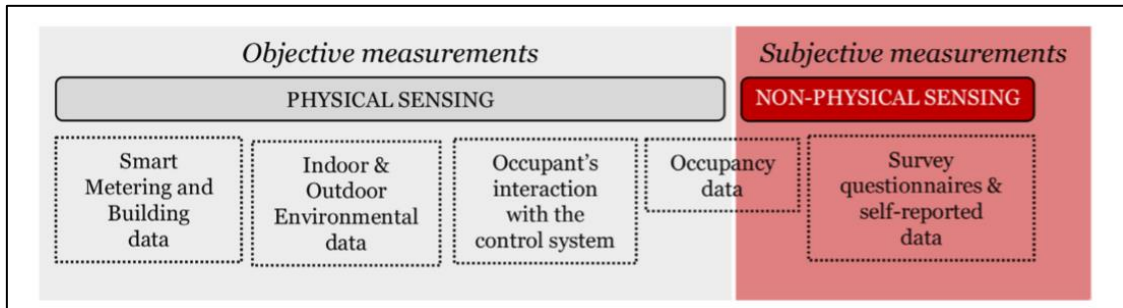 Objective measurements
Subjective measurements
PHYSICAL SENSING
NON-PHYSICAL SENSING
Smart
Metering and
Building
data
Indoor &
Outdoor
Environmental
data
Occupant's
interaction
with the
control system
Occupancy
data
Survey
questionnaires &
self-reported
data